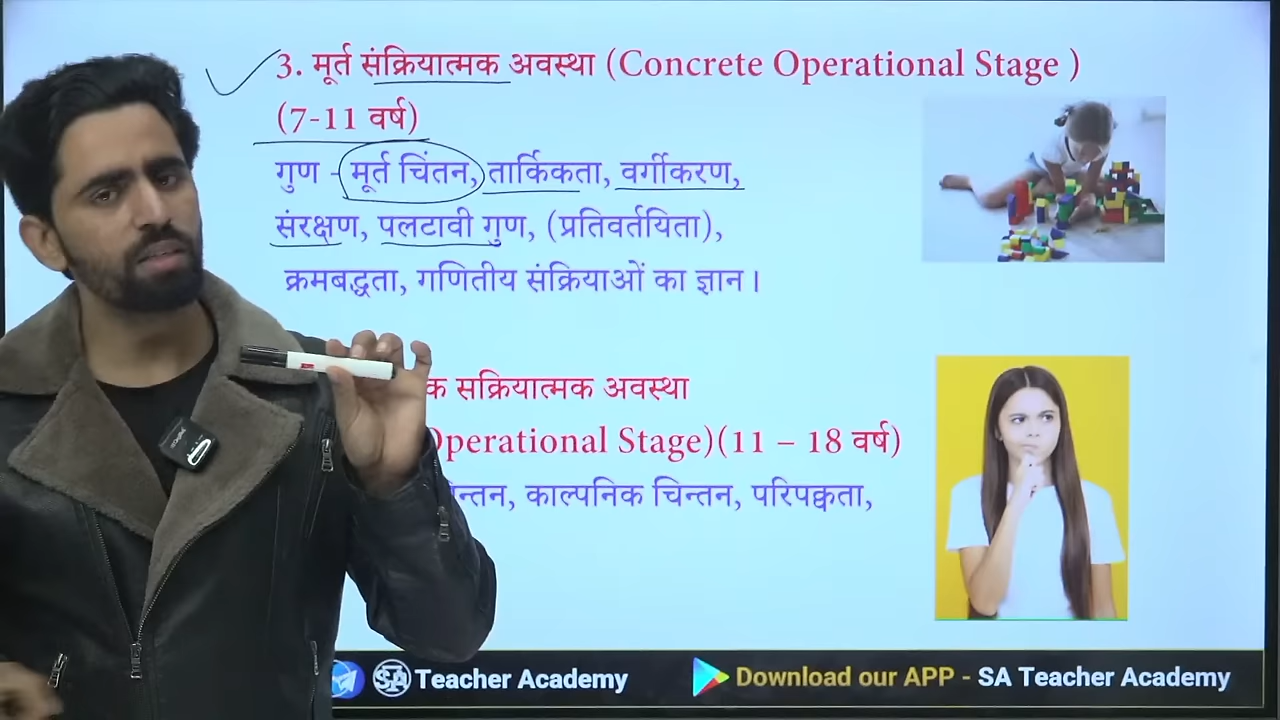 3. मूर्त संक्रियात्मक अवस्था (Concrete Operational Stage )
(7-11 वर्ष)
गुण - मूर्त चिंतन, तार्किकता, वर्गीकरण,
संरक्षण, पलटावी गुण, (प्रतिवर्तयिता),
क्रमबद्धता, गणितीय संक्रियाओं का ज्ञान।
सक्रियात्मक अवस्था
Operational Stage)(11 – 18 वर्ष)
काल्पनिक चिन्तन, परिपक्वता,
SA Teacher Academy
Download our APP - SA Teacher Academy